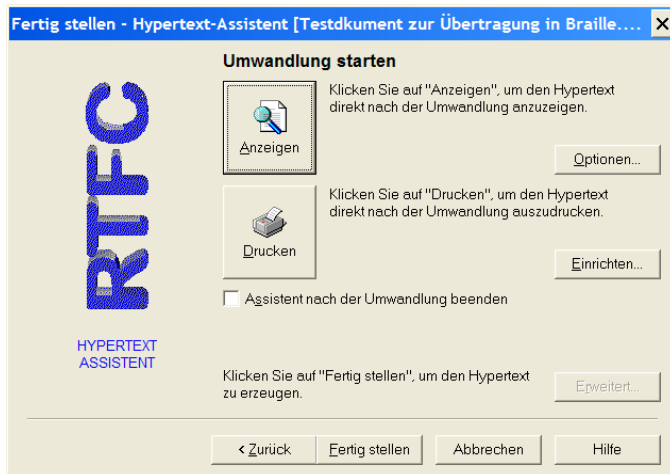 Fertig stellen - Hypertext-Assistent [Testdkument zur Übertragung in Braille....
Umwandlung starten
Klicken Sie auf "Anzeigen", um den Hypertext
direkt nach der Umwandlung anzuzeigen.
Anzeigen
Optionen...
Klicken Sie auf "Drucken", um den Hypertext
direkt nach der Umwandlung auszudrucken.
Drucken
Einrichten...
Assistent nach der Umwandlung beenden
RTFC
HYPERTEXT
ASSISTENT
Klicken Sie auf "Fertig stellen", um den Hypertext
zu erzeugen.
Erweitert...
< Zurück
Fertig stellen
Abbrechen
Hilfe